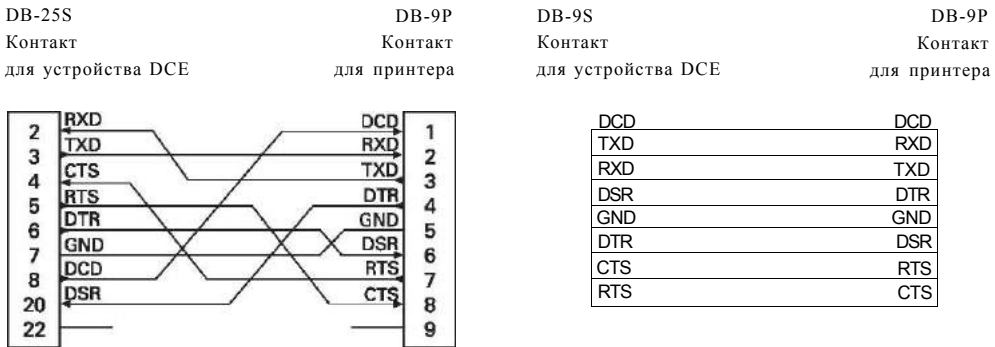 DB-25S DB-9P
Контакт Контакт
для устройства DCE для принтера
2 RXD DCD 1
3 TXD RXD 2
4 CTS TXD 3
5 RTS DTR 4
6 DTR GND 5
7 GND DSR 6
8 DCD RTS 7
20 DSR CTS 8
22 9
DB-9S DB-9P
Контакт Контакт
для устройства DCE для принтера
DCD DCD
TXD RXD
RXD TXD
DSR DTR
GND GND
DTR DSR
CTS RTS
RTS CTS